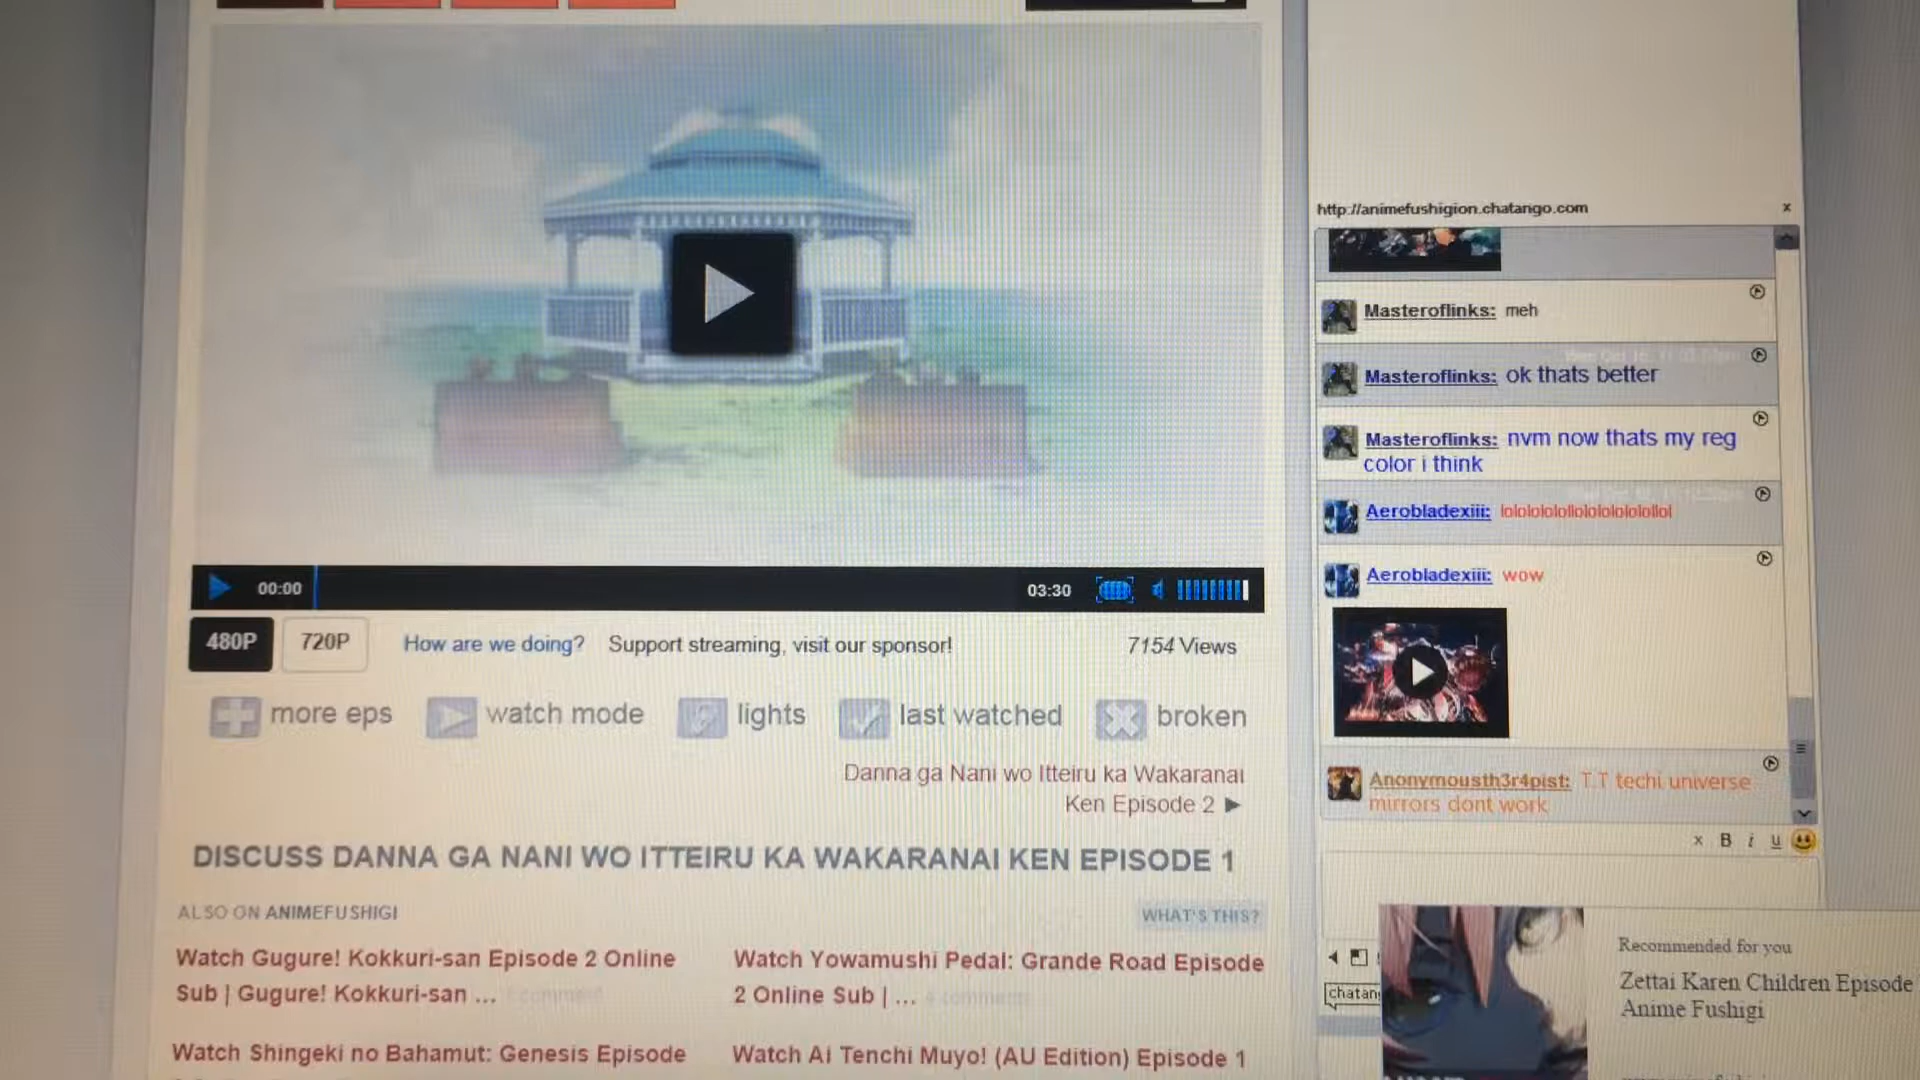 00:00
03:30
480P
720P
How are we doing?
Support streaming, visit our sponsor!
7154 Views
more eps
watch mode
lights
last watched
broken
Danna ga Nani wo Itteiru ka Wakaranai
Ken Episode 2 ►
DISCUSS DANNA GA NANI WO ITTEIRU KA WAKARANAI KEN EPISODE 1
ALSO ON ANIMEFUSHIGI
WHAT'S THIS?
Watch Gugure! Kokkuri-san Episode 2 Online
Sub | Gugure! Kokkuri-san ...
Watch Yowamushi Pedal: Grande Road Episode
2 Online Sub | ...
Watch Shingeki no Bahamut: Genesis Episode
Watch Ai Tenchi Muyo! (AU Edition) Episode 1
http://animefushigion.chatango.com
x
Masteroflinks: meh
Masteroflinks: ok thats better
Masteroflinks: nvm now thats my reg
color i think
Aerobladexiii: lololololollololololololollol
Aerobladexiii: wow
Anonymousth3r4pist: T.T techi universe
mirrors dont work
x B i u
chatan
Recommended for you
Zettai Karen Children Episode
Anime Fushigi